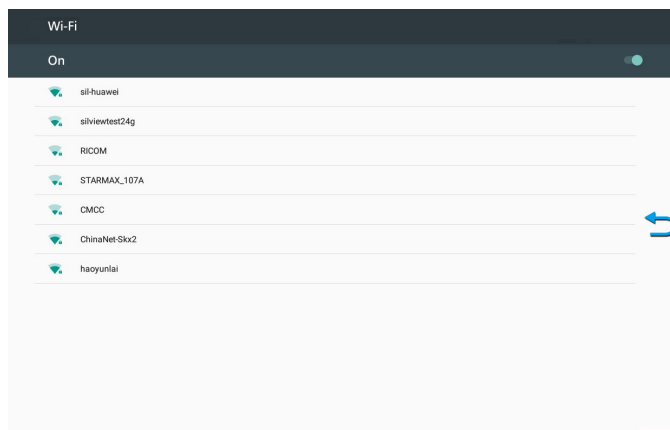 Wi-Fi
On
sil-huawei
silviewtest24g
RICOM
STARMAX_107A
CMCC
ChinaNet-Skx2
haoyunlai